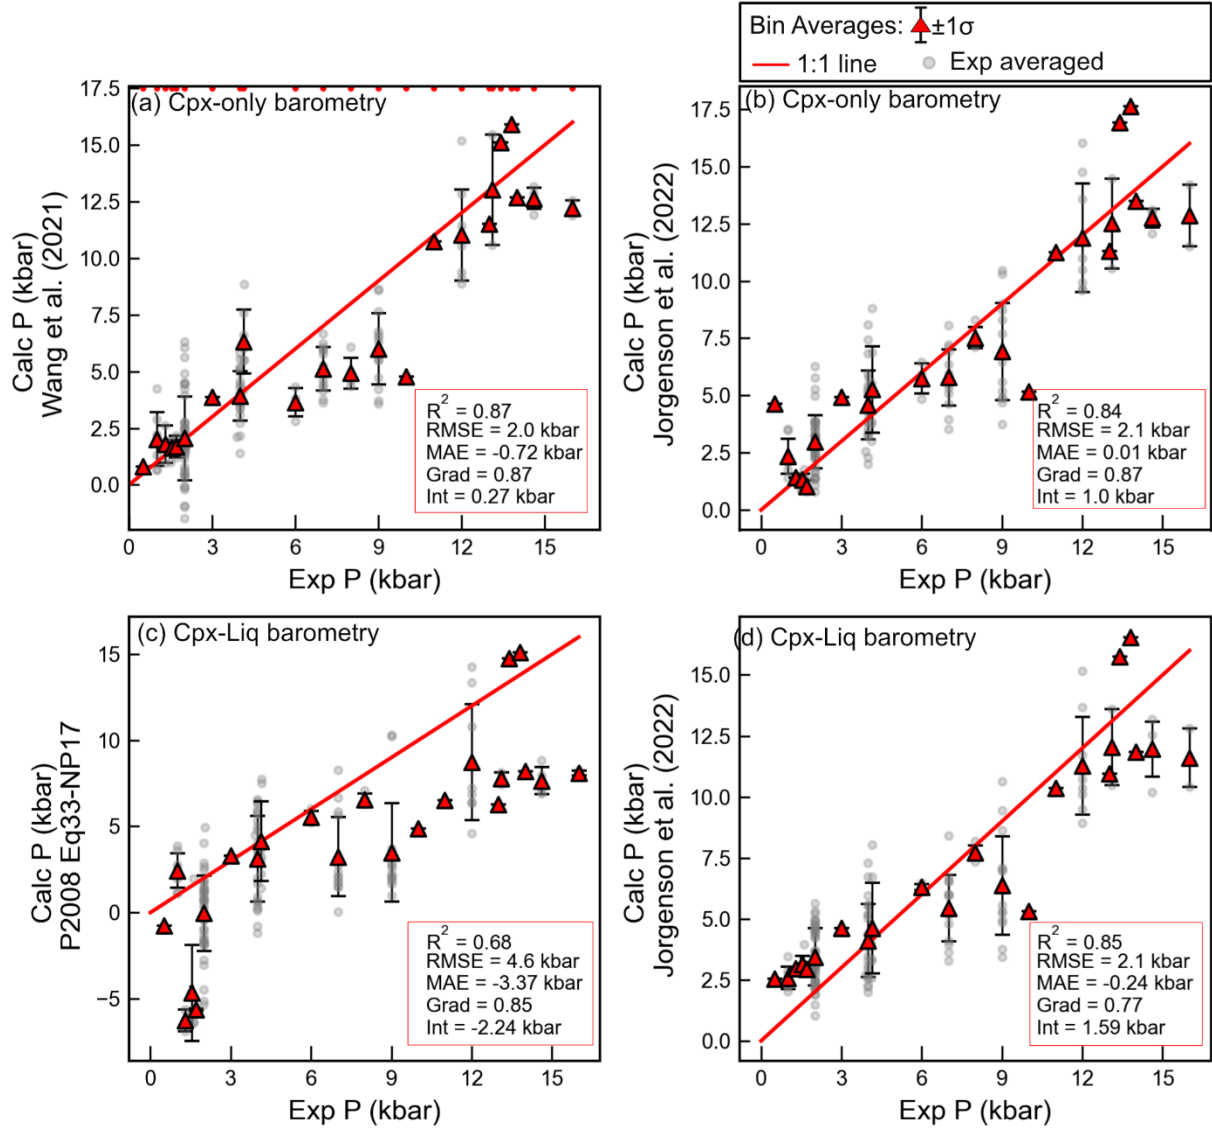 Bin Averages: ±1σ
1:1 line Exp averaged
(a) Cpx-only barometry
17.5
15.0
12.5
10.0
7.5
5.0
2.5
0.0
Calc P (kbar)
Wang et al. (2021)
R² = 0.87
RMSE = 2.0 kbar
MAE = -0.72 kbar
Grad = 0.87
Int = 0.27 kbar
0 3 6 9 12 15
Exp P (kbar)
(b) Cpx-only barometry
17.5
15.0
12.5
10.0
7.5
5.0
2.5
0.0
Calc P (kbar)
Jorgenson et al. (2022)
R² = 0.84
RMSE = 2.1 kbar
MAE = 0.01 kbar
Grad = 0.87
Int = 1.0 kbar
0 3 6 9 12 15
Exp P (kbar)
(c) Cpx-Liq barometry
15
10
5
0
−5
Calc P (kbar)
P2008 Eq33-NP17
R² = 0.68
RMSE = 4.6 kbar
MAE = -3.37 kbar
Grad = 0.85
Int = -2.24 kbar
0 3 6 9 12 15
Exp P (kbar)
(d) Cpx-Liq barometry
15.0
12.5
10.0
7.5
5.0
2.5
0.0
Calc P (kbar)
Jorgenson et al. (2022)
R² = 0.85
RMSE = 2.1 kbar
MAE = -0.24 kbar
Grad = 0.77
Int = 1.59 kbar
0 3 6 9 12 15
Exp P (kbar)